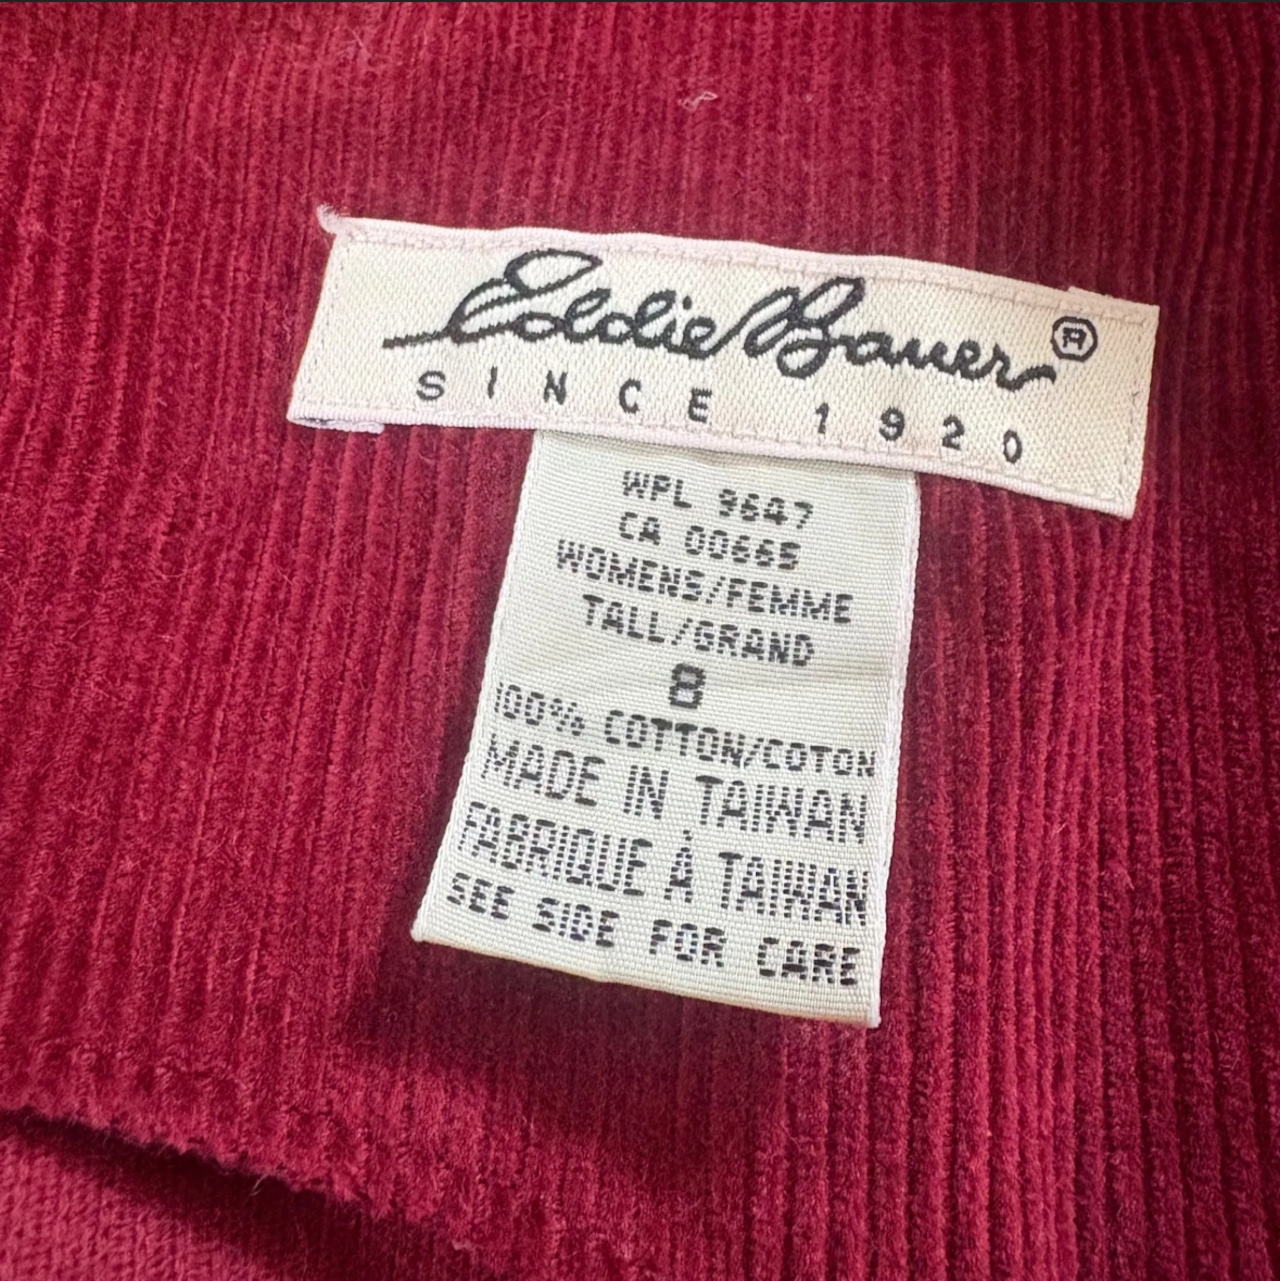 Eddie Bauer®
SINCE 1920
WPL 9647
CA 00665
WOMENS/FEMME
TALL/GRAND
8
100% COTTON/COTON
MADE IN TAIWAN
FABRIQUE À TAIWAN
SEE SIDE FOR CARE